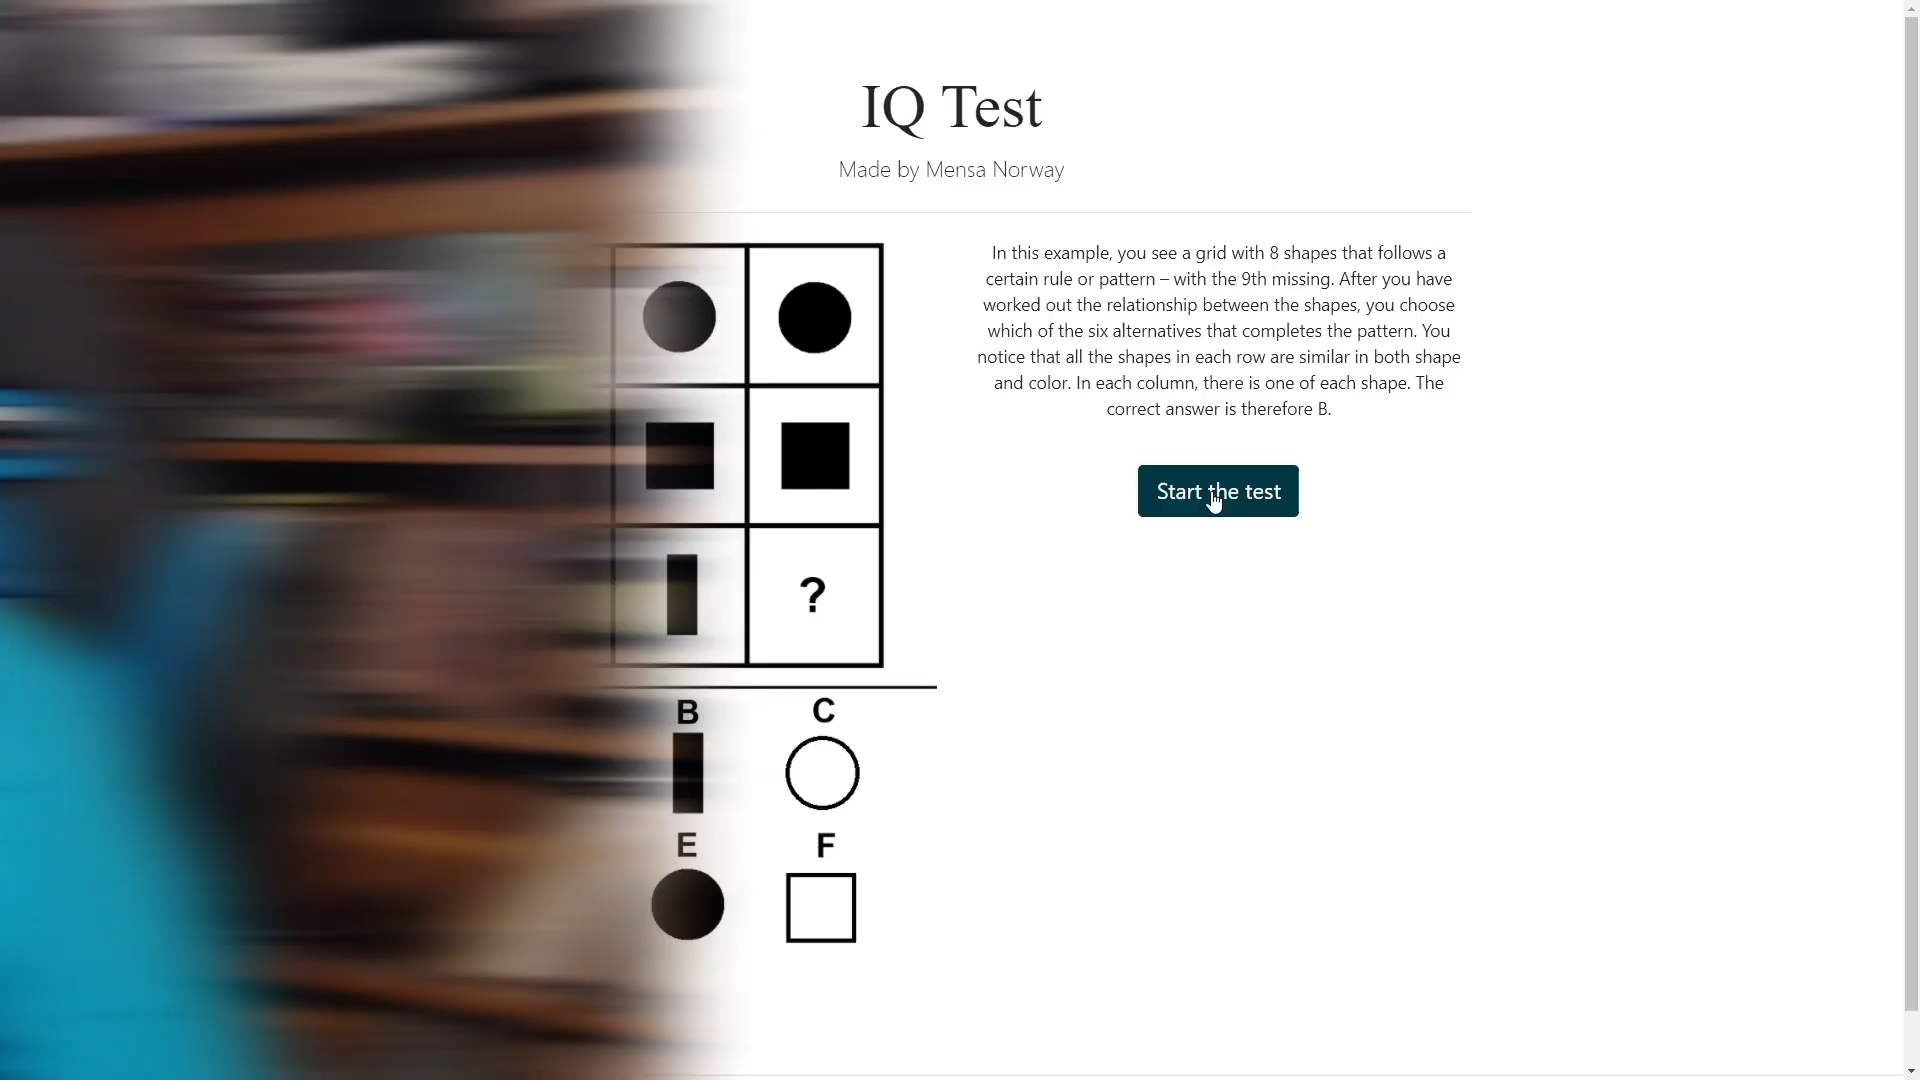 IQ Test
Made by Mensa Norway
In this example, you see a grid with 8 shapes that follows a
certain rule or pattern – with the 9th missing. After you have
worked out the relationship between the shapes, you choose
which of the six alternatives that completes the pattern. You
notice that all the shapes in each row are similar in both shape
and color. In each column, there is one of each shape. The
correct answer is therefore B.
Start the test
?
B C
E F